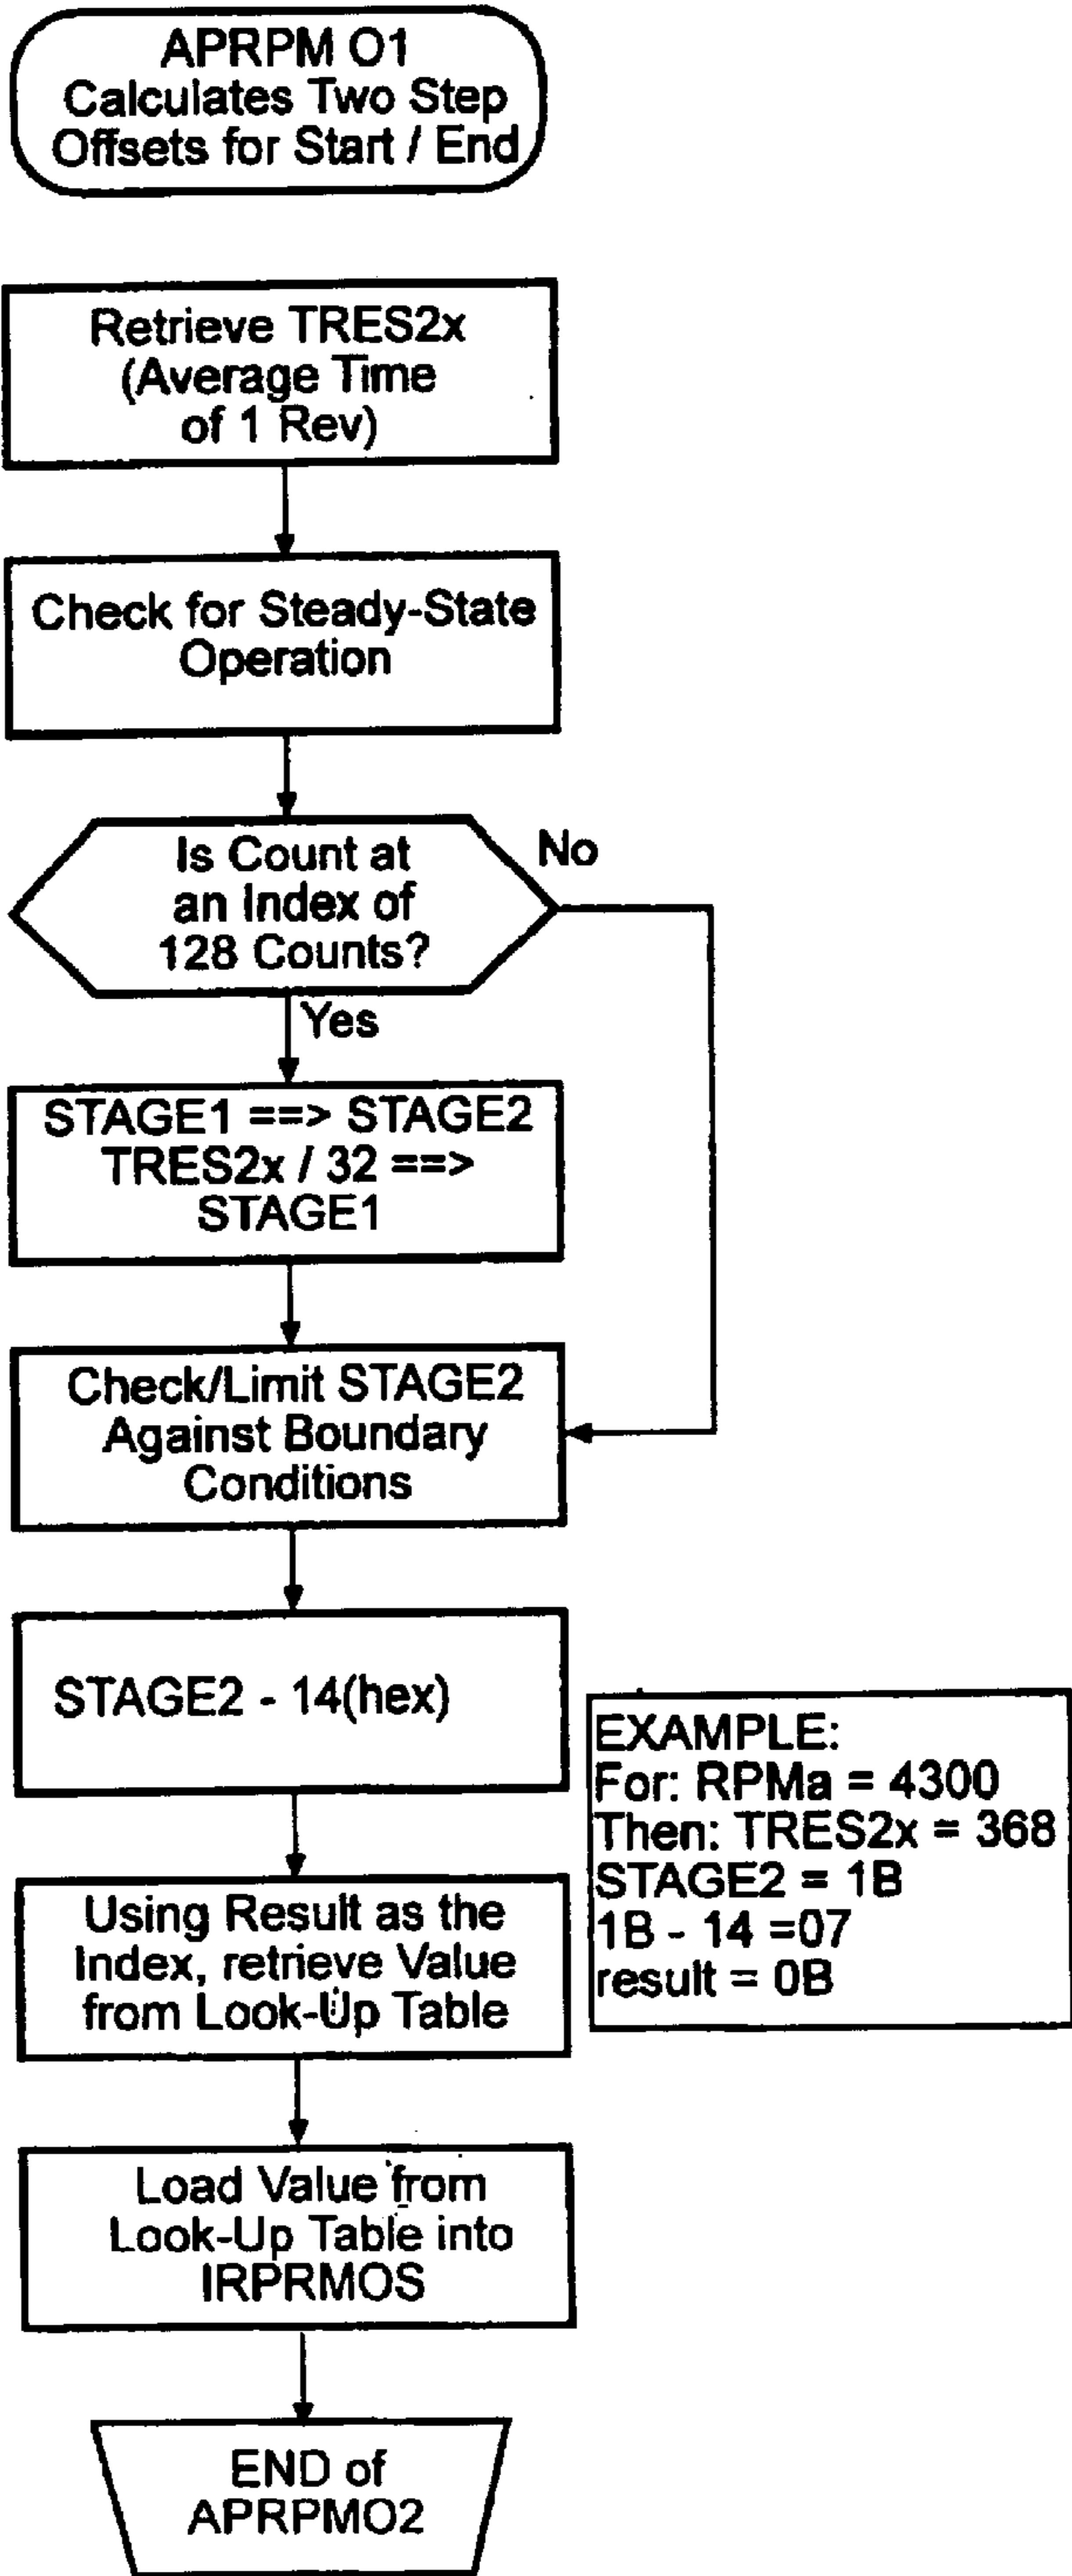 APRPM O1
Calculates Two Step
Offsets for Start / End
Retrieve TRES2x
(Average Time
of 1 Rev)
Check for Steady-State
Operation
Is Count at
an Index of
128 Counts?
No
Yes
STAGE1 ==> STAGE2
TRES2x / 32 ==>
STAGE1
Check/Limit STAGE2
Against Boundary
Conditions
STAGE2 - 14(hex)
EXAMPLE:
For: RPMa = 4300
Then: TRES2x = 368
STAGE2 = 1B
1B - 14 =07
result = 0B
Using Result as the
Index, retrieve Value
from Look-Up Table
Load Value from
Look-Up Table into
IRPRMOS
END of
APRPMO2